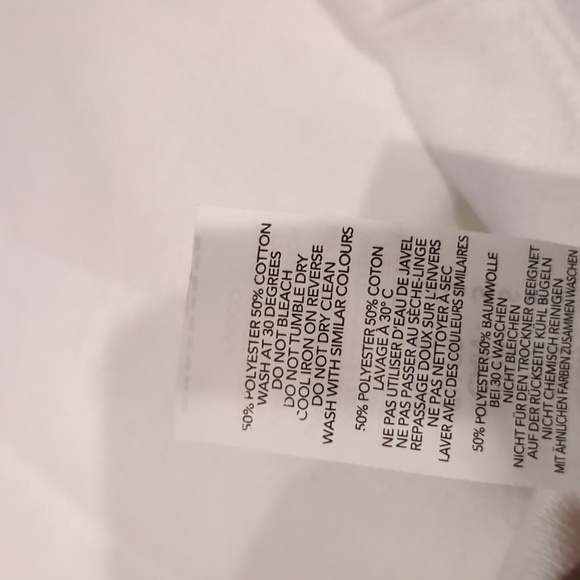 50% POLYESTER 50% COTTON
WASH AT 30 DEGREES
DO NOT BLEACH
DO NOT TUMBLE DRY
COOL IRON ON REVERSE
DO NOT DRY CLEAN
WASH WITH SIMILAR COLOURS
50% POLYESTER 50% COTON
LAVAGE À 30° C
NE PAS UTILISER D'EAU DE JAVEL
NE PAS PASSER AU SÈCHE-LINGE
REPASSAGE DOUX SUR L'ENVERS
NE PAS NETTOYER À SEC
LAVER AVEC DES COULEURS SIMILAIRES
50% POLYESTER 50% BAUMWOLLE
BEI 30 C WASCHEN
NICHT BLEICHEN
NICHT FÜR DEN TROCKNER GEEIGNET
AUF DER RÜCKSEITE KÜHL BÜGELN
NICHT CHEMISCH REINIGEN
MIT ÄHNLICHEN FARBEN ZUSAMMEN WASCHEN